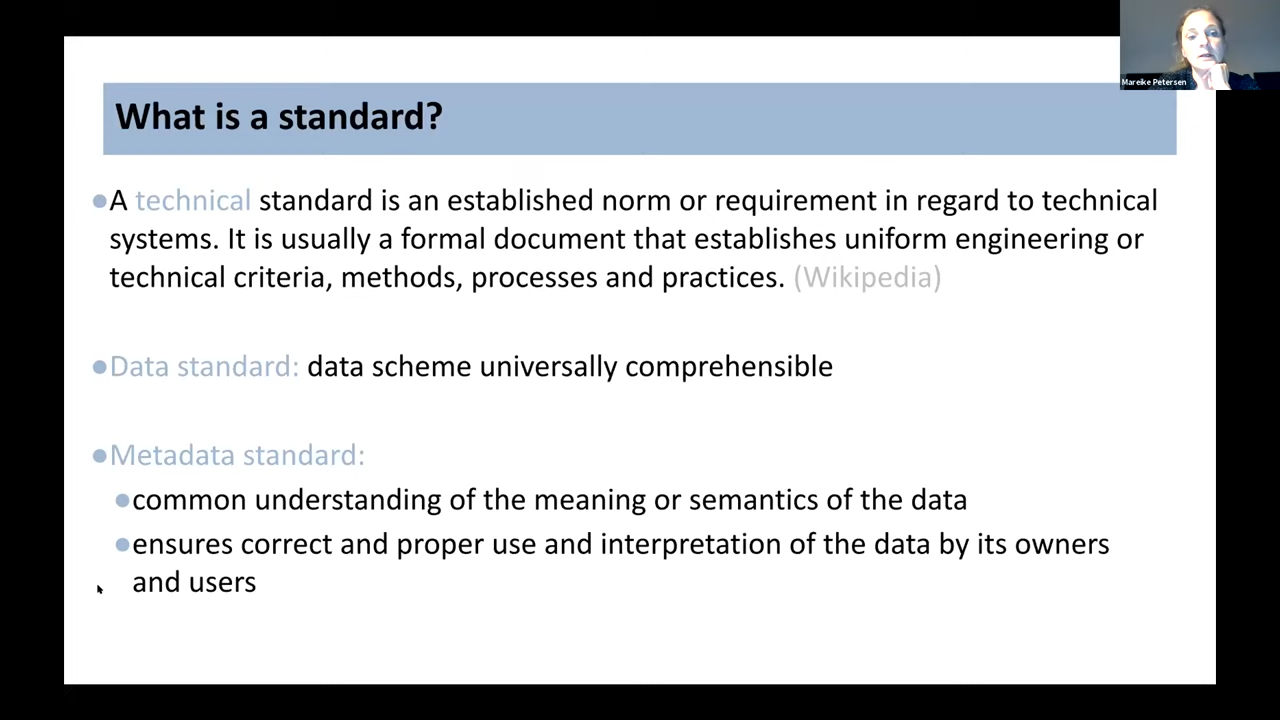 Mareike Petersen
What is a standard?
●A technical standard is an established norm or requirement in regard to technical
systems. It is usually a formal document that establishes uniform engineering or
technical criteria, methods, processes and practices. (Wikipedia)
●Data standard: data scheme universally comprehensible
●Metadata standard:
●common understanding of the meaning or semantics of the data
●ensures correct and proper use and interpretation of the data by its owners
and users